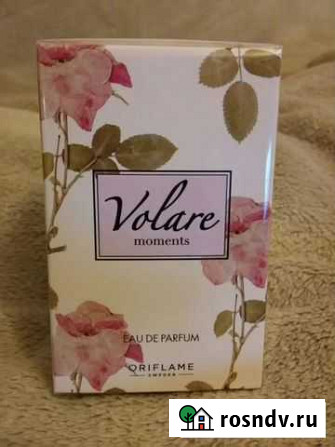 Volare
moments
EAU DE PARFUM
ORIFLAME
SWEDEN
rosndv.ru